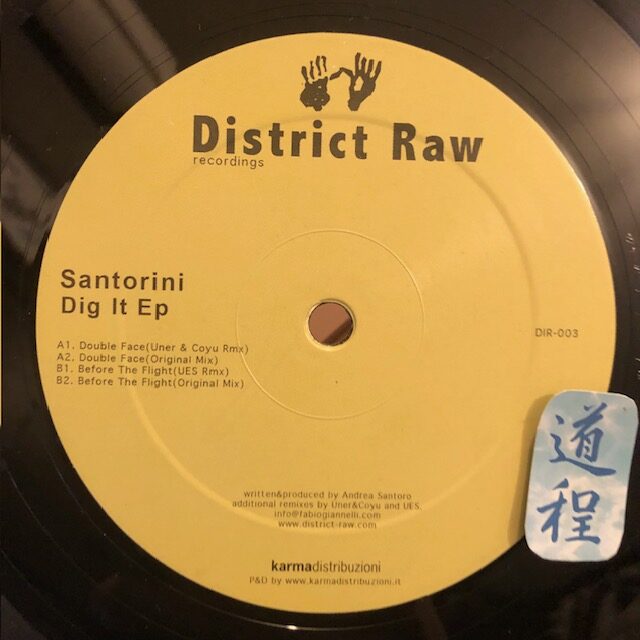 District Raw
recordings
Santorini
Dig It Ep
DIR-003
A1. Double Face(Uner & Coyu Rmx)
A2. Double Face(Original Mix)
B1. Before The Flight(UES Rmx)
B2. Before The Flight(Original Mix)
道程
written&produced by Andrea Santoro
additional remixes by Uner&Coyu and UES.
info@fabiogiannelli.com
www.district-raw.com
karmadistribuzioni
P&D by www.karmadistribuzioni.it